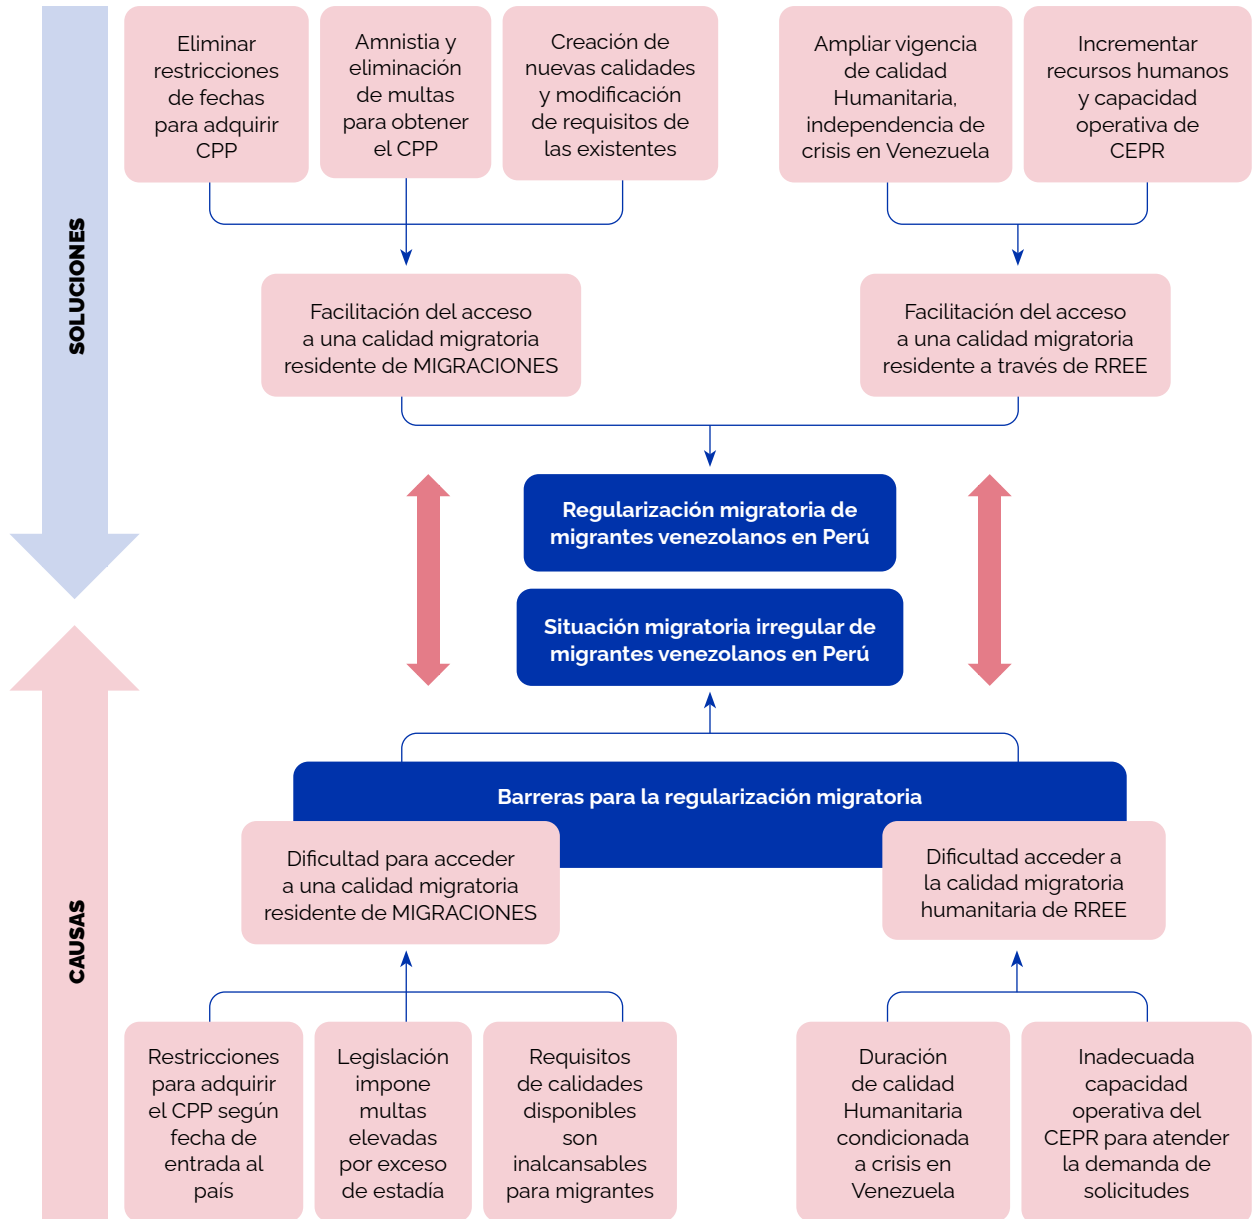 SOLUCIONES
Eliminar
restricciones
de fechas
para adquirir
CPP
Amnistia y
eliminación
de multas
para obtener
el CPP
Creación de
nuevas calidades
y modificación
de requisitos de
las existentes
Ampliar vigencia
de calidad
Humanitaria,
independencia de
crisis en Venezuela
Incrementar
recursos humanos
y capacidad
operativa de
CEPR
Facilitación del acceso
a una calidad migratoria
residente de MIGRACIONES
Facilitación del acceso
a una calidad migratoria
residente a través de RREE
Regularización migratoria de
migrantes venezolanos en Perú
Situación migratoria irregular de
migrantes venezolanos en Perú
CAUSAS
Barreras para la regularización migratoria
Dificultad para acceder
a una calidad migratoria
residente de MIGRACIONES
Dificultad acceder a
la calidad migratoria
humanitaria de RREE
Restricciones
para adquirir
el CPP según
fecha de
entrada al
país
Legislación
impone
multas
elevadas
por exceso
de estadía
Requisitos
de calidades
disponibles
son
inalcansables
para migrantes
Duración
de calidad
Humanitaria
condicionada
a crisis en
Venezuela
Inadecuada
capacidad
operativa del
CEPR para atender
la demanda de
solicitudes